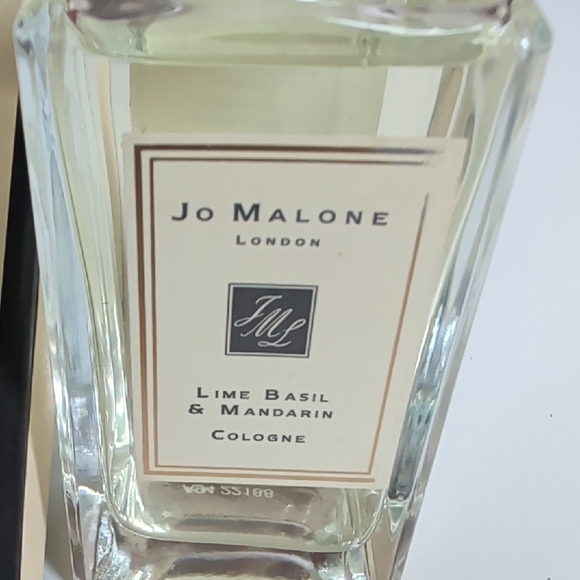 Jo Malone
London
JML
Lime Basil
& Mandarin
Cologne